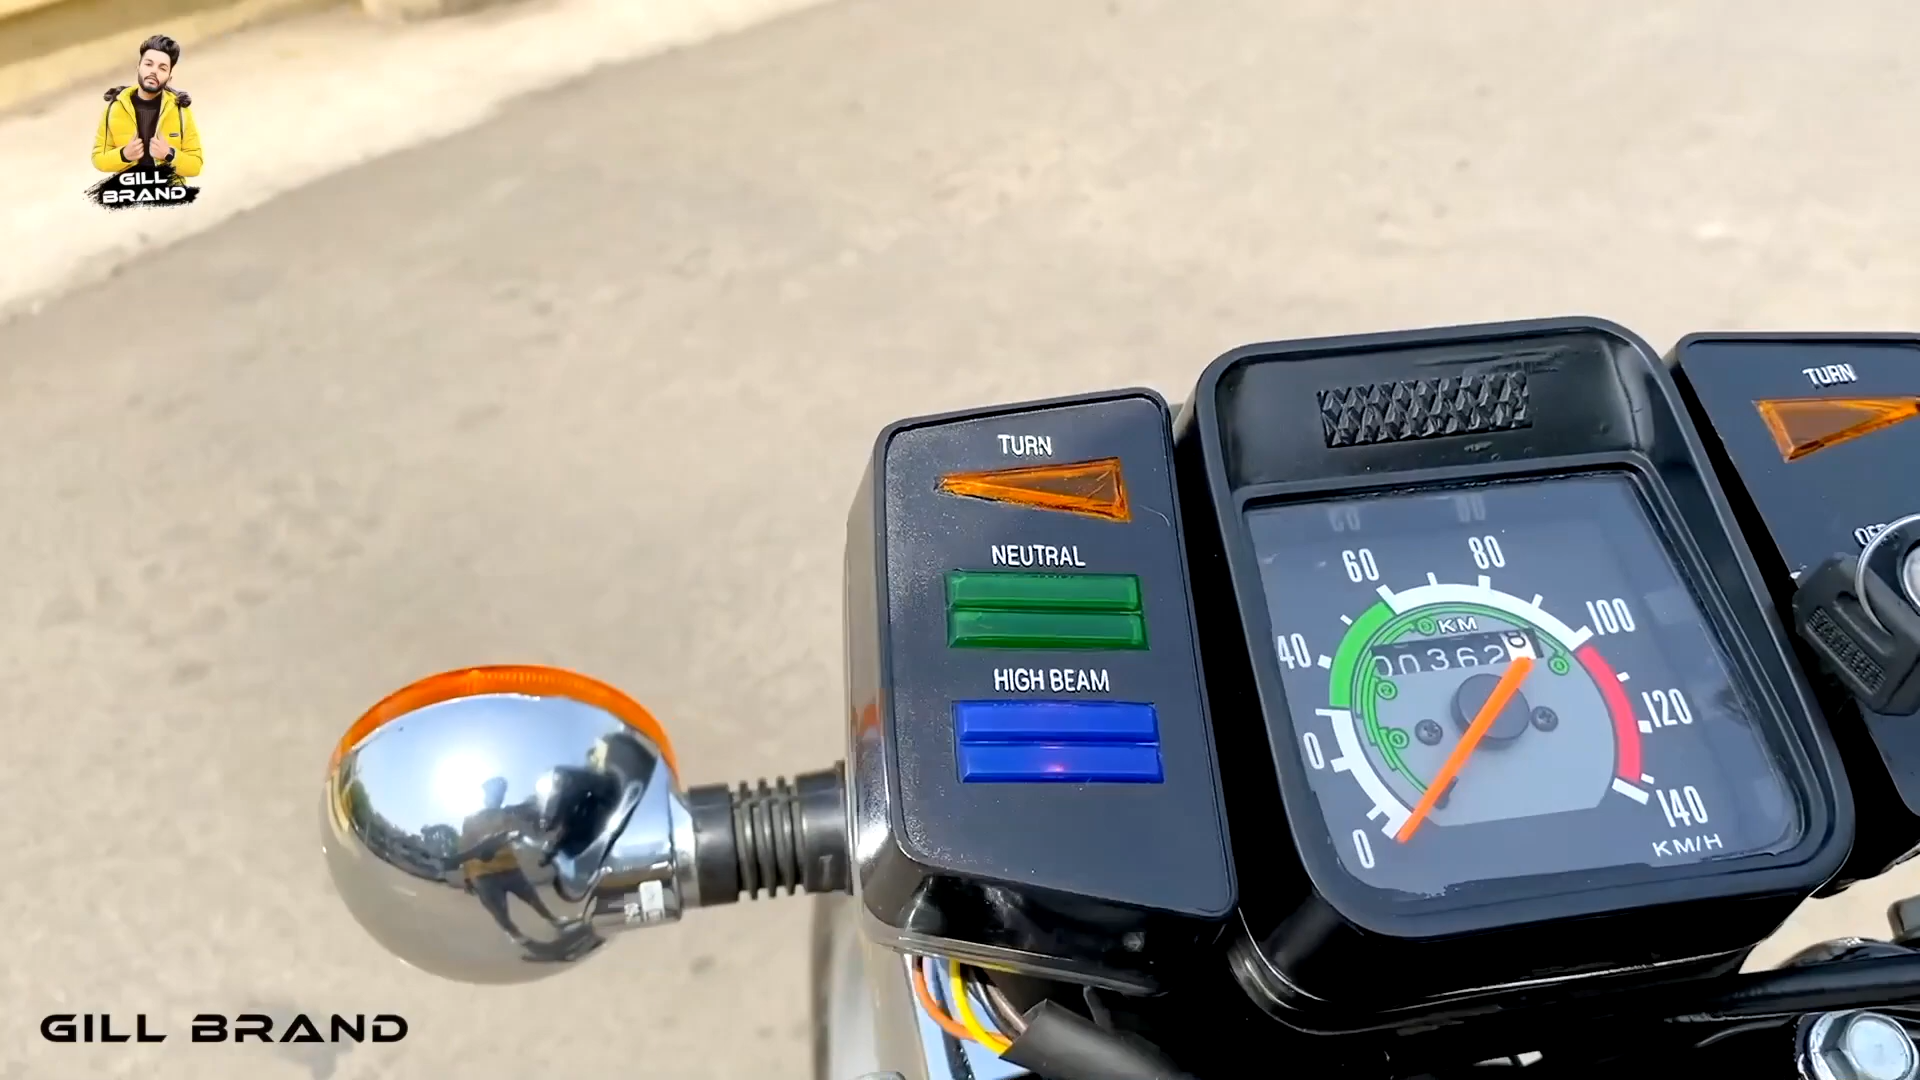 GILL
BRAND
TURN
NEUTRAL
HIGH BEAM
60
80
40
100
KM
00362
120
0
140
KM/H
TURN
GILL BRAND